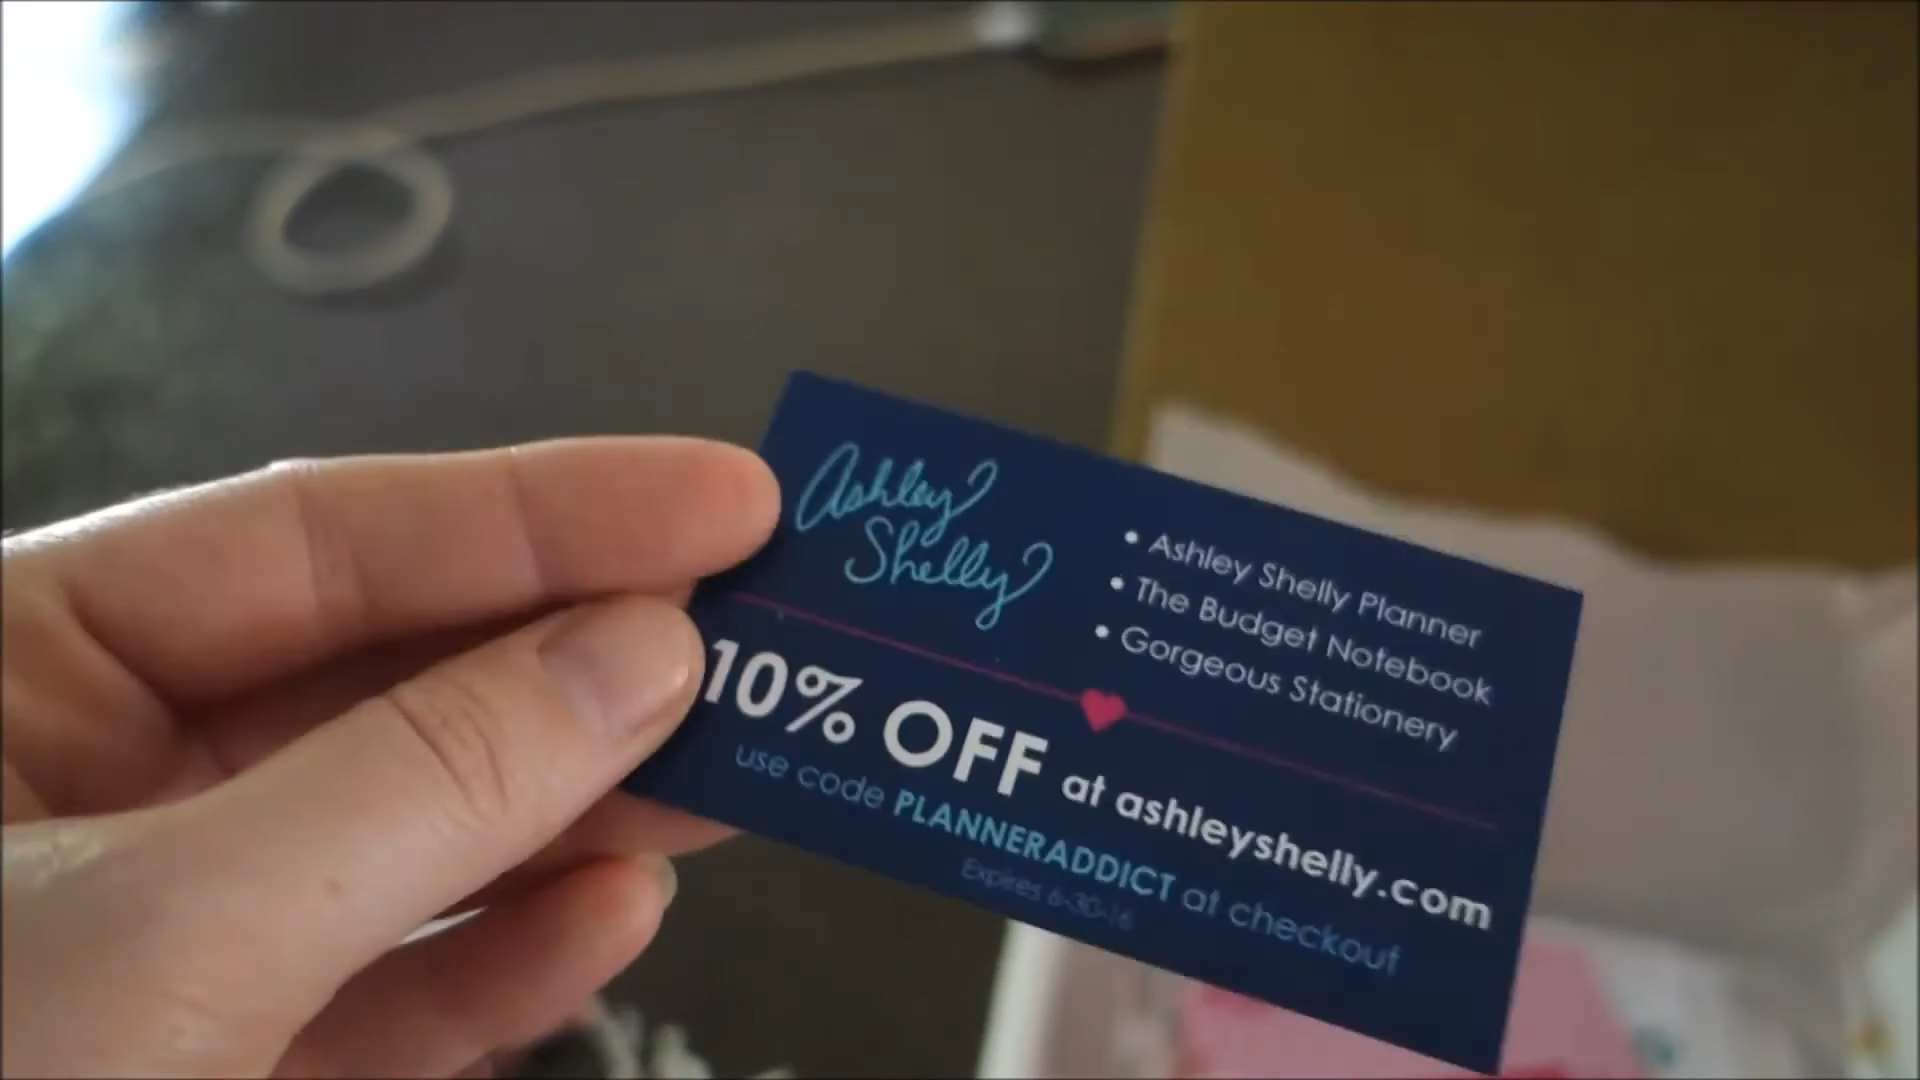 Ashley
Shelly
• Ashley Shelly Planner
• The Budget Notebook
• Gorgeous Stationery
10% OFF at ashleyshelly.com
use code PLANNERADDICT at checkout
Expires 6-30-16